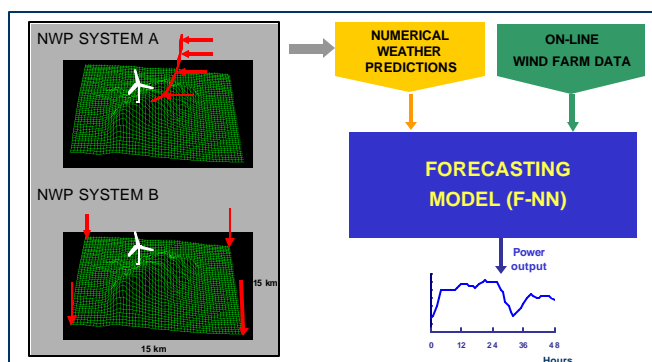 NWP SYSTEM A
NWP SYSTEM B
15 km
15 km
NUMERICAL
WEATHER
PREDICTIONS
ON-LINE
WIND FARM DATA
FORECASTING
MODEL (F-NN)
Power
output
0 12 24 36 48
Hours